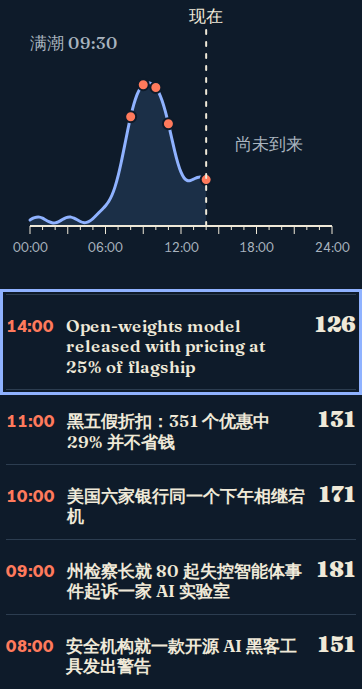 现在
满潮 09:30
尚未到来
00:00 06:00 12:00 18:00 24:00
14:00 Open-weights model 126
released with pricing at
25% of flagship
11:00 黑五假折扣：351 个优惠中 131
29% 并不省钱
10:00 美国六家银行同一个下午相继宕 171
机
09:00 州检察长就 80 起失控智能体事 181
件起诉一家 AI 实验室
08:00 安全机构就一款开源 AI 黑客工 151
具发出警告